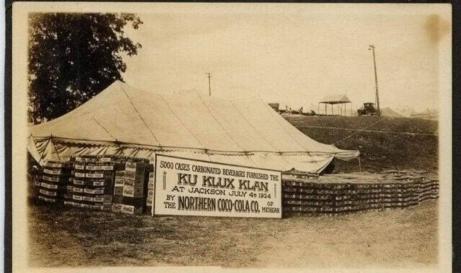 5000 CASES CARBONATED BEVERAGES FURNISHED THE
KU KLUX KLAN
AT JACKSON JULY 4th 1924
BY THE NORTHERN COCO-COLA CO. OF MICHIGAN